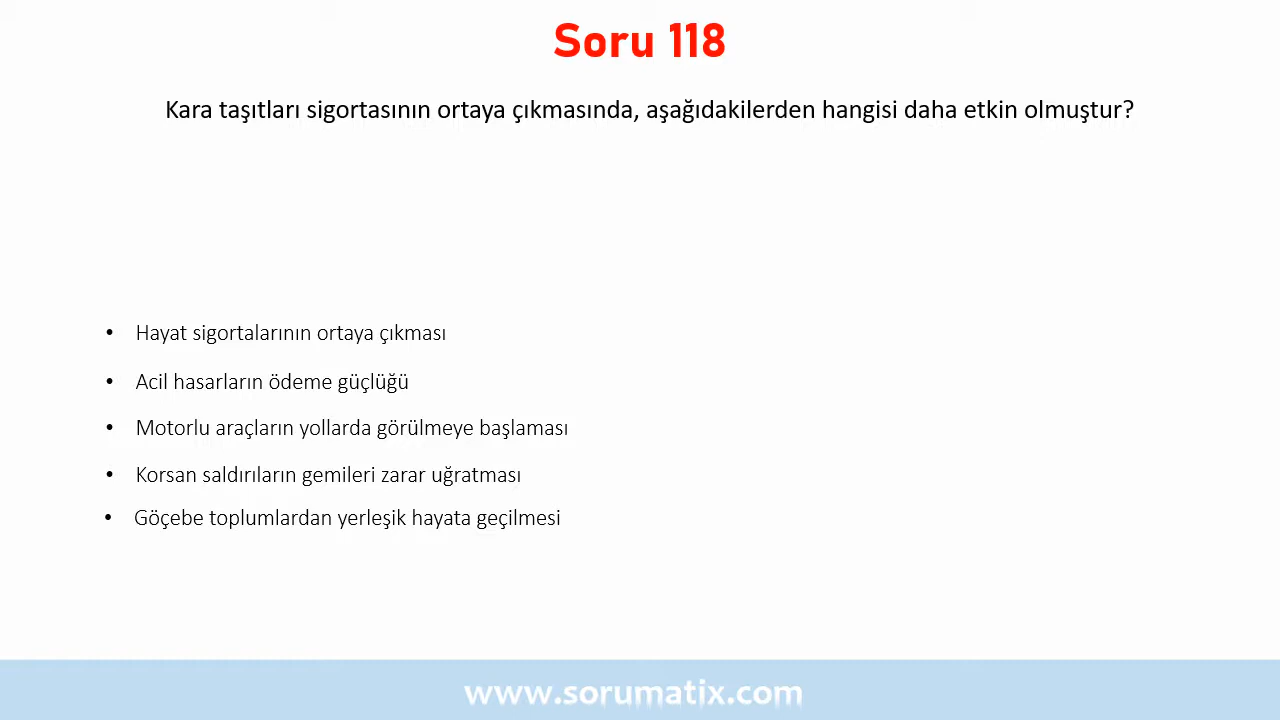 Soru 118
Kara taşıtları sigortasının ortaya çıkmasında, aşağıdakilerden hangisi daha etkin olmuştur?
• Hayat sigortalarının ortaya çıkması
• Acil hasarların ödeme güçlüğü
• Motorlu araçların yollarda görülmeye başlaması
• Korsan saldırıların gemileri zarar uğratması
• Göçebe toplumlardan yerleşik hayata geçilmesi
www.sorumatix.com